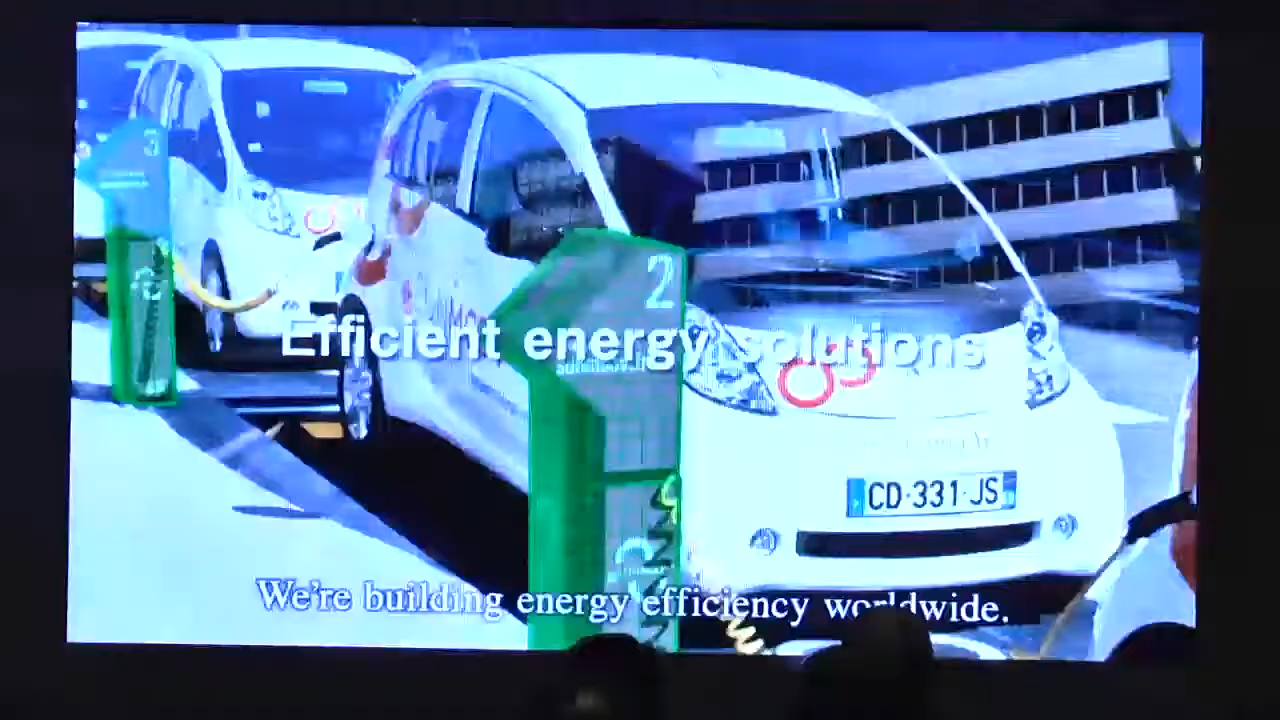 3
2
Efficient energy solutions
CD-331-JS
We're building energy efficiency worldwide.